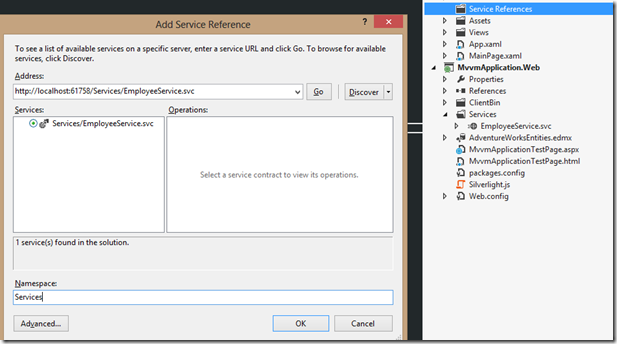 Add Service Reference
?
To see a list of available services on a specific server, enter a service URL and click Go. To browse for available
services, click Discover.
Address:
http://localhost:61758/Services/EmployeeService.svc
Go
Discover
Services:
Operations:
Services/EmployeeService.svc
Select a service contract to view its operations.
1 service(s) found in the solution.
Namespace:
Services
Advanced...
OK
Cancel
Service References
Assets
Views
App.xaml
MainPage.xaml
MvvmApplication.Web
Properties
References
ClientBin
Services
EmployeeService.svc
AdventureWorksEntities.edmx
MvvmApplicationTestPage.aspx
MvvmApplicationTestPage.html
packages.config
Silverlight.js
Web.config